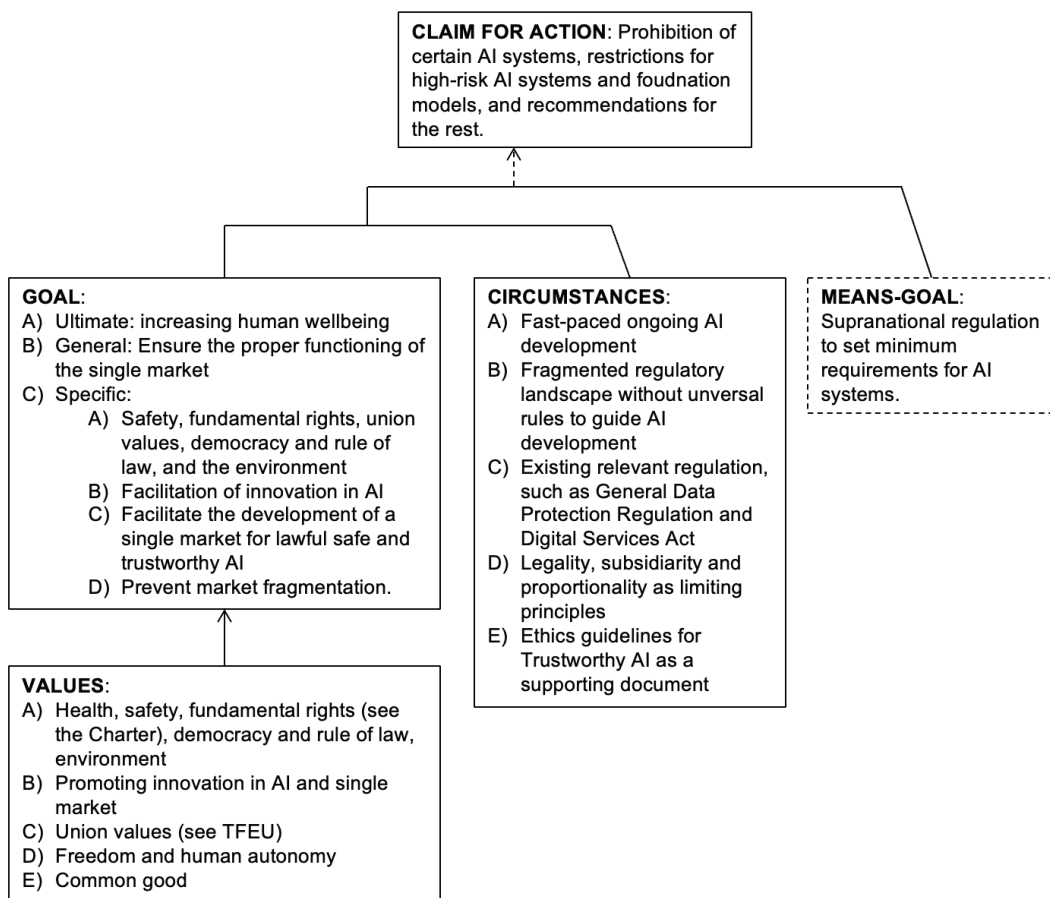 CLAIM FOR ACTION: Prohibition of
certain AI systems, restrictions for
high-risk AI systems and foudnation
models, and recommendations for
the rest.
GOAL:
A) Ultimate: increasing human wellbeing
B) General: Ensure the proper functioning of
the single market
C) Specific:
A) Safety, fundamental rights, union
values, democracy and rule of
law, and the environment
B) Facilitation of innovation in AI
C) Facilitate the development of a
single market for lawful safe and
trustworthy AI
D) Prevent market fragmentation.
CIRCUMSTANCES:
A) Fast-paced ongoing AI
development
B) Fragmented regulatory
landscape without unversal
rules to guide AI
development
C) Existing relevant regulation,
such as General Data
Protection Regulation and
Digital Services Act
D) Legality, subsidiarity and
proportionality as limiting
principles
E) Ethics guidelines for
Trustworthy AI as a
supporting document
MEANS-GOAL:
Supranational regulation
to set minimum
requirements for AI
systems.
VALUES:
A) Health, safety, fundamental rights (see
the Charter), democracy and rule of law,
environment
B) Promoting innovation in AI and single
market
C) Union values (see TFEU)
D) Freedom and human autonomy
E) Common good